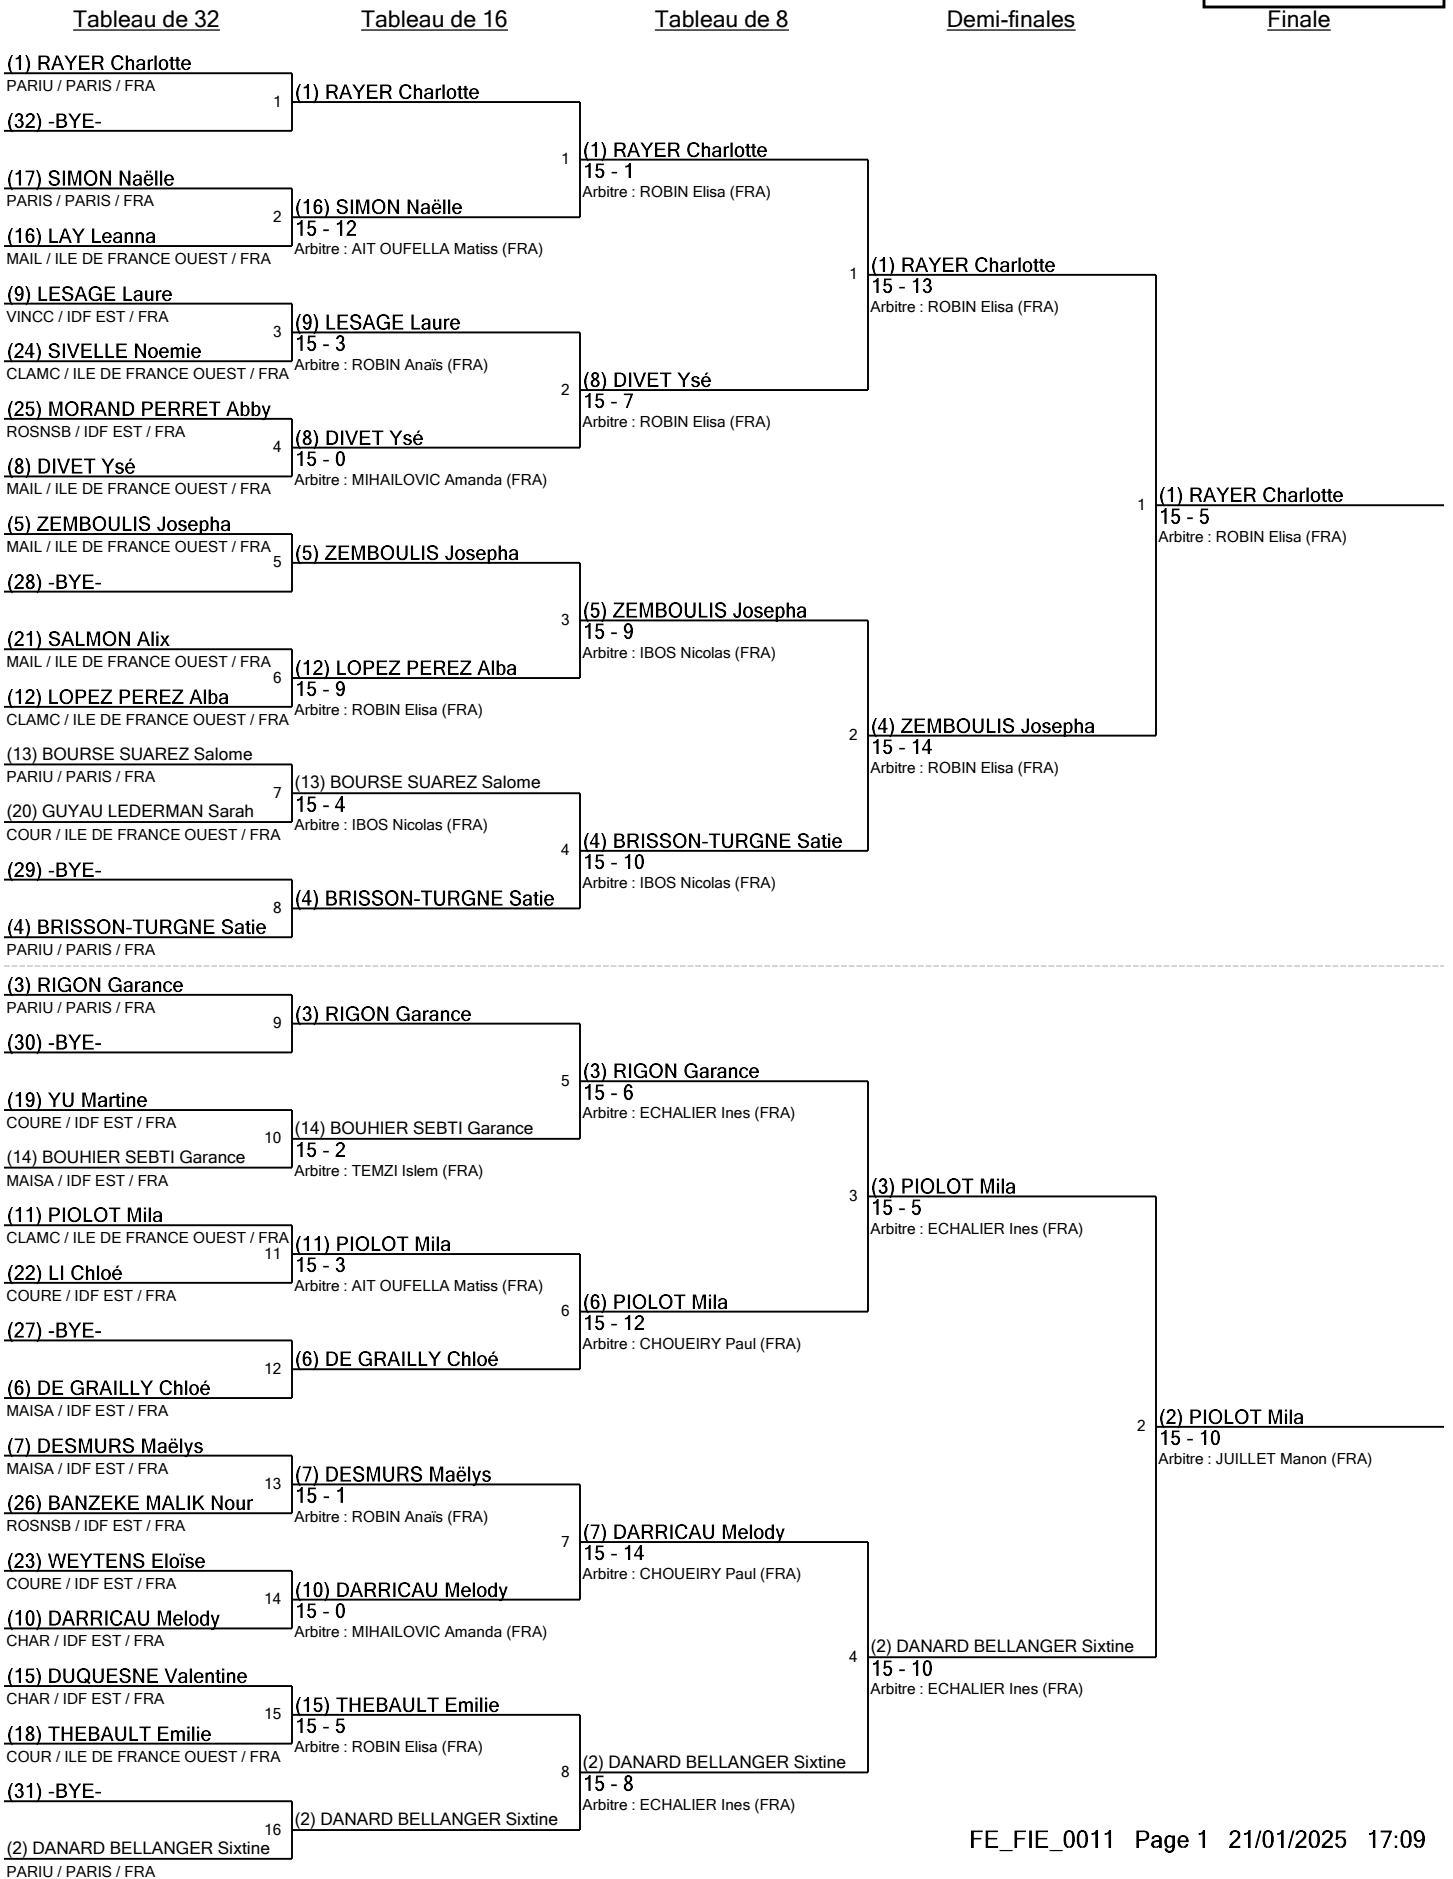 Tableau de 32
Tableau de 16
Tableau de 8
Demi-finales
Finale
(1) RAYER Charlotte
PARIU / PARIS / FRA
1
(32) -BYE-
(17) SIMON Naëlle
PARIS / PARIS / FRA
2
(16) LAY Leanna
MAIL / ILE DE FRANCE OUEST / FRA
(9) LESAGE Laure
VINCC / IDF EST / FRA
3
(24) SIVELLE Noemie
CLAMC / ILE DE FRANCE OUEST / FRA
(25) MORAND PERRET Abby
ROSNSB / IDF EST / FRA
4
(8) DIVET Ysé
MAIL / ILE DE FRANCE OUEST / FRA
(5) ZEMBOULIS Josepha
MAIL / ILE DE FRANCE OUEST / FRA
5
(28) -BYE-
(21) SALMON Alix
MAIL / ILE DE FRANCE OUEST / FRA
6
(12) LOPEZ PEREZ Alba
CLAMC / ILE DE FRANCE OUEST / FRA
(13) BOURSE SUAREZ Salome
PARIU / PARIS / FRA
7
(20) GUYAU LEDERMAN Sarah
COUR / ILE DE FRANCE OUEST / FRA
(29) -BYE-
8
(4) BRISSON-TURGNE Satie
PARIU / PARIS / FRA
(3) RIGON Garance
PARIU / PARIS / FRA
9
(30) -BYE-
(19) YU Martine
COURE / IDF EST / FRA
10
(14) BOUHIER SEBTI Garance
MAISA / IDF EST / FRA
(11) PIOLOT Mila
CLAMC / ILE DE FRANCE OUEST / FRA
11
(22) LI Chloé
COURE / IDF EST / FRA
(27) -BYE-
12
(6) DE GRAILLY Chloé
MAISA / IDF EST / FRA
(7) DESMURS Maëlys
MAISA / IDF EST / FRA
13
(26) BANZEKE MALIK Nour
ROSNSB / IDF EST / FRA
(23) WEYTENS Eloïse
COURE / IDF EST / FRA
14
(10) DARRICAU Melody
CHAR / IDF EST / FRA
(15) DUQUESNE Valentine
CHAR / IDF EST / FRA
15
(18) THEBAULT Emilie
COUR / ILE DE FRANCE OUEST / FRA
(31) -BYE-
16
(2) DANARD BELLANGER Sixtine
PARIU / PARIS / FRA
(1) RAYER Charlotte
1
(16) SIMON Naëlle
15 - 12
Arbitre : AIT OUFELLA Matiss (FRA)
(9) LESAGE Laure
15 - 3
Arbitre : ROBIN Anaïs (FRA)
2
(8) DIVET Ysé
15 - 0
Arbitre : MIHAILOVIC Amanda (FRA)
(5) ZEMBOULIS Josepha
3
(12) LOPEZ PEREZ Alba
15 - 9
Arbitre : ROBIN Elisa (FRA)
(13) BOURSE SUAREZ Salome
15 - 4
Arbitre : IBOS Nicolas (FRA)
4
(4) BRISSON-TURGNE Satie
(3) RIGON Garance
5
(14) BOUHIER SEBTI Garance
15 - 2
Arbitre : TEMZI Islem (FRA)
(11) PIOLOT Mila
15 - 3
Arbitre : AIT OUFELLA Matiss (FRA)
6
(6) DE GRAILLY Chloé
(7) DESMURS Maëlys
15 - 1
Arbitre : ROBIN Anaïs (FRA)
7
(10) DARRICAU Melody
15 - 0
Arbitre : MIHAILOVIC Amanda (FRA)
(15) THEBAULT Emilie
15 - 5
Arbitre : ROBIN Elisa (FRA)
8
(2) DANARD BELLANGER Sixtine
(1) RAYER Charlotte
15 - 1
Arbitre : ROBIN Elisa (FRA)
1
(8) DIVET Ysé
15 - 7
Arbitre : ROBIN Elisa (FRA)
(5) ZEMBOULIS Josepha
15 - 9
Arbitre : IBOS Nicolas (FRA)
2
(4) BRISSON-TURGNE Satie
15 - 10
Arbitre : IBOS Nicolas (FRA)
(3) RIGON Garance
15 - 6
Arbitre : ECHALIER Ines (FRA)
3
(6) PIOLOT Mila
15 - 12
Arbitre : CHOUEIRY Paul (FRA)
(7) DARRICAU Melody
15 - 14
Arbitre : CHOUEIRY Paul (FRA)
4
(2) DANARD BELLANGER Sixtine
15 - 8
Arbitre : ECHALIER Ines (FRA)
(1) RAYER Charlotte
15 - 13
Arbitre : ROBIN Elisa (FRA)
1
(4) ZEMBOULIS Josepha
15 - 14
Arbitre : ROBIN Elisa (FRA)
(3) PIOLOT Mila
15 - 5
Arbitre : ECHALIER Ines (FRA)
2
(2) DANARD BELLANGER Sixtine
15 - 10
Arbitre : ECHALIER Ines (FRA)
(1) RAYER Charlotte
15 - 5
Arbitre : ROBIN Elisa (FRA)
(2) PIOLOT Mila
15 - 10
Arbitre : JUILLET Manon (FRA)
FE_FIE_0011 Page 1 21/01/2025 17:09